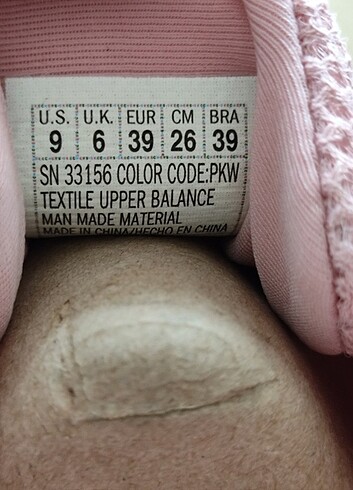 U.S. U.K. EUR CM BRA
9 6 39 26 39
SN 33156 COLOR CODE:PKW
TEXTILE UPPER BALANCE
MAN MADE MATERIAL
MADE IN CHINA/HECHO EN CHINA